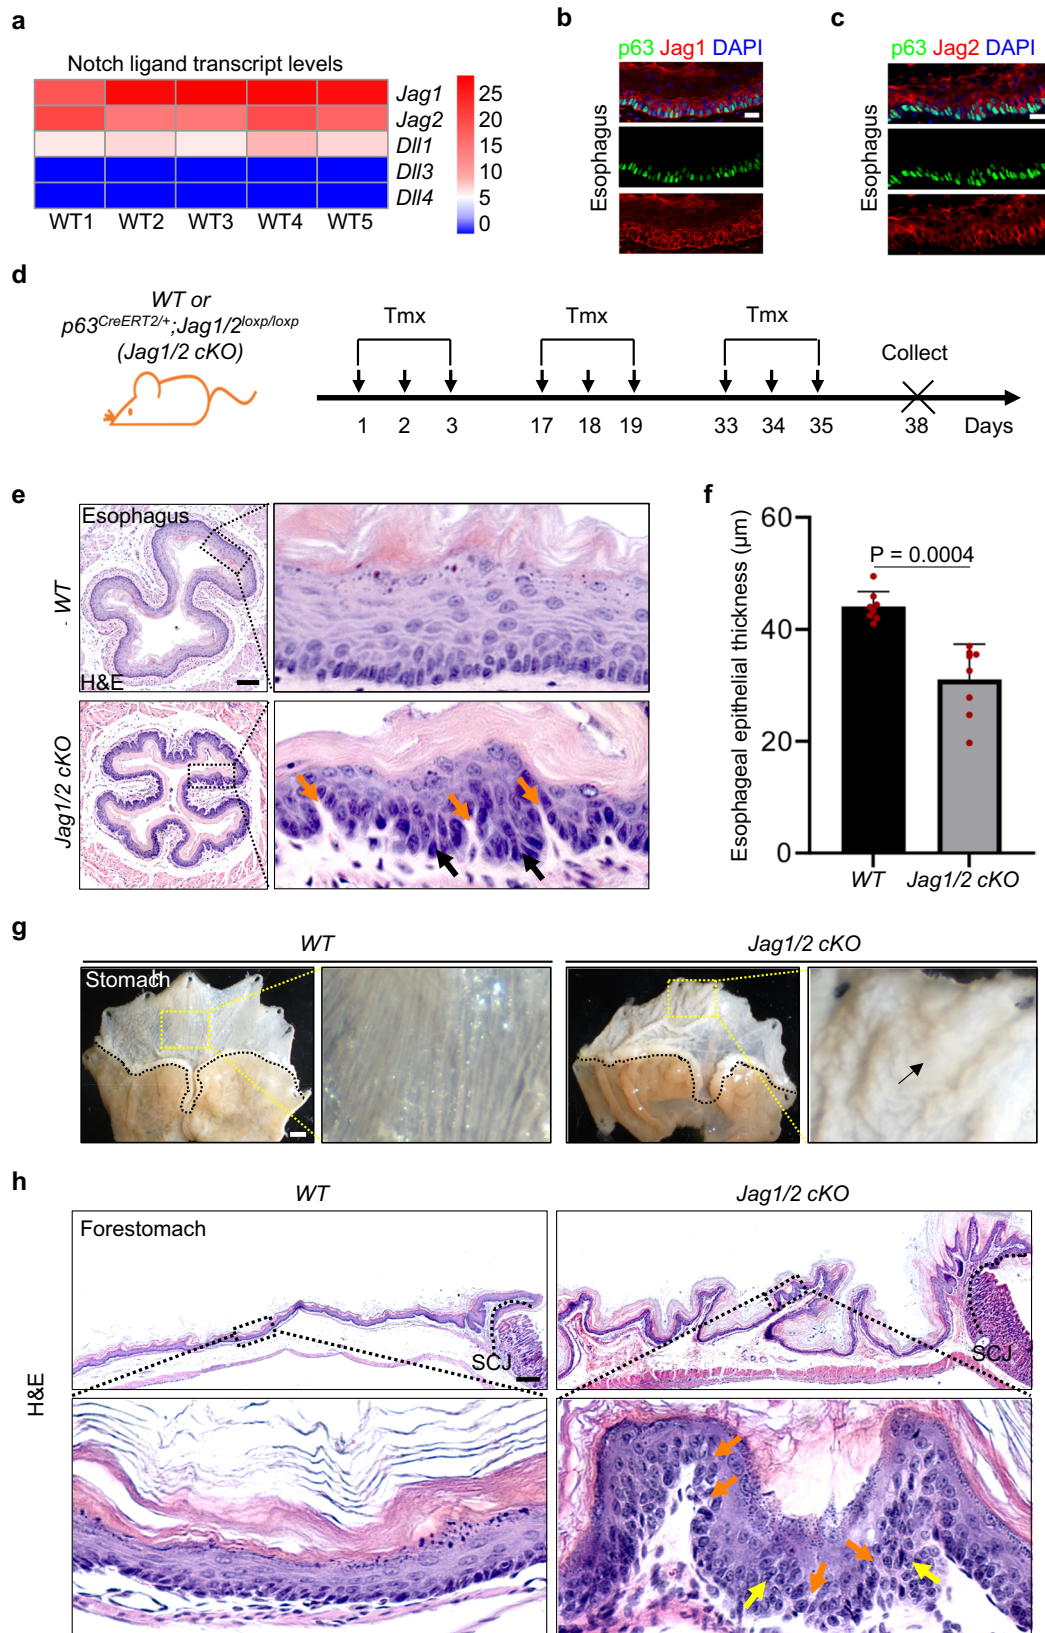 a
Notch ligand transcript levels
Jag1
Jag2
Dll1
Dll3
Dll4
25
20
15
10
5
0
WT1 WT2 WT3 WT4 WT5
b
p63 Jag1 DAPI
Esophagus
c
p63 Jag2 DAPI
Esophagus
d
WT or
p63CreERT2/+;Jag1/2loxp/loxp
(Jag1/2 cKO)
Tmx Tmx Tmx
Collect
1 2 3 17 18 19 33 34 35 38 Days
e
Esophagus
H&E
- WT
Jag1/2 cKO
f
Esophageal epithelial thickness (μm)
60
40
20
0
P = 0.0004
WT Jag1/2 cKO
g
WT Jag1/2 cKO
Stomach
h
WT Jag1/2 cKO
Forestomach
SCJ
SCJ
H&E